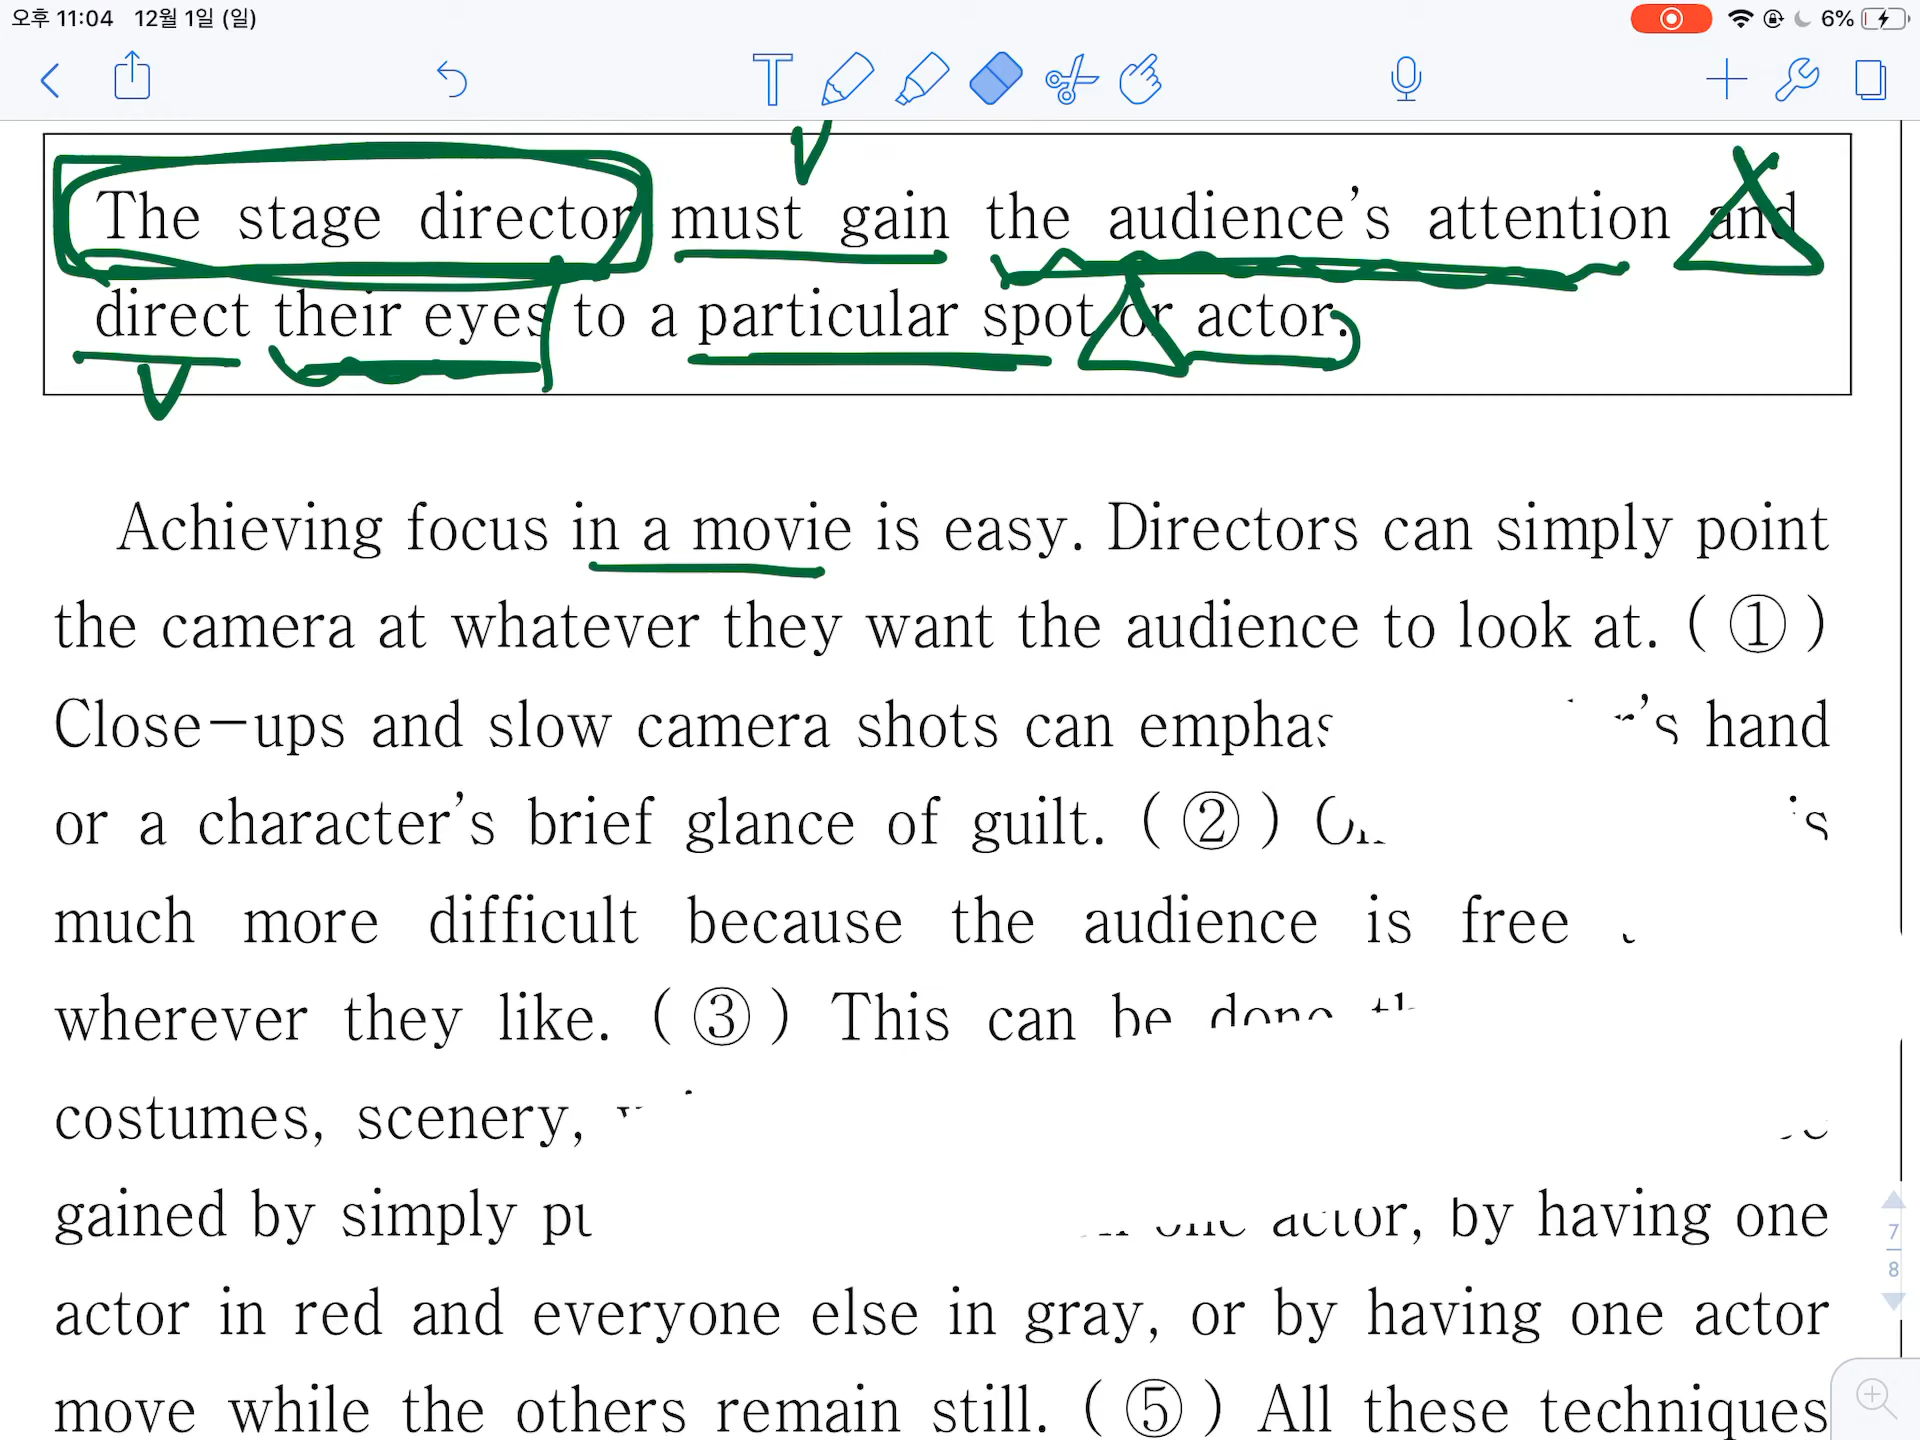 오후 11:04 12월 1일 (일) 6%
The stage director must gain the audience's attention and
direct their eyes to a particular spot or actor.
Achieving focus in a movie is easy. Directors can simply point
the camera at whatever they want the audience to look at. ( ① )
Close-ups and slow camera shots can hand
or a character's brief glance of guilt. ( ② )
much more difficult because the audience is free
wherever they like. ( ③ ) This can be
costumes, scenery,
gained by simply actor, by having one
actor in red and everyone else in gray, or by having one actor
move while the others remain still. ( ⑤ ) All these techniques
7
8